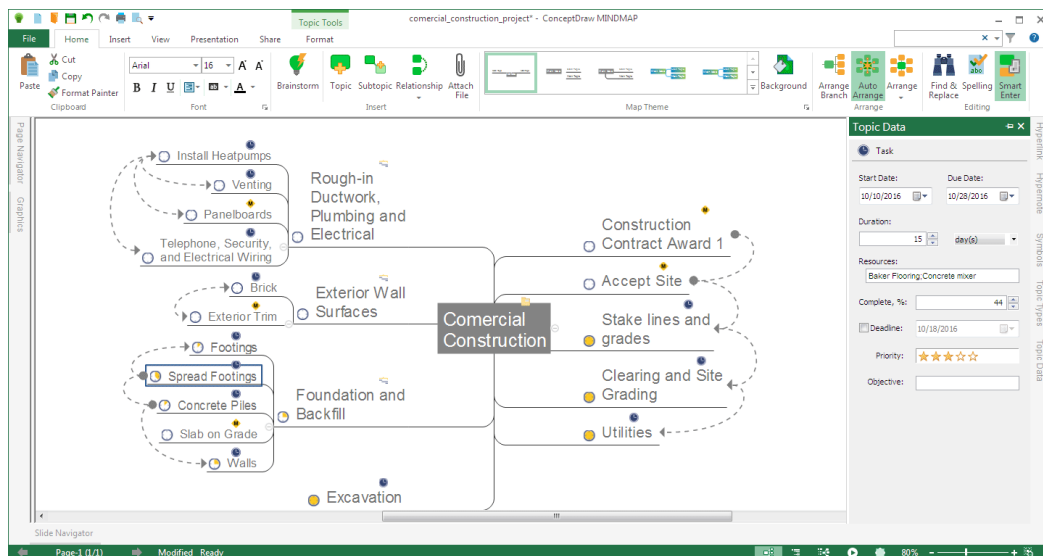 Topic Tools
comercial_construction_project* - ConceptDraw MINDMAP
File
Home
Insert
View
Presentation
Share
Format
Paste
Cut
Copy
Format Painter
Clipboard
Arial
16
A A
B I U ab A
Font
Brainstorm
Topic
Subtopic
Relationship
Attach File
Insert
Map Theme
Background
Arrange Branch
Auto Arrange
Arrange
Arrange
Find & Replace
Spelling
Smart Enter
Editing
Page Navigator
Graphics
Install Heatpumps
Venting
Panelboards
Telephone, Security,
and Electrical Wiring
Rough-in
Ductwork,
Plumbing and
Electrical
Brick
Exterior Trim
Exterior Wall
Surfaces
Footings
Spread Footings
Concrete Piles
Slab on Grade
Walls
Foundation and
Backfill
Excavation
Comercial
Construction
Construction
Contract Award 1
Accept Site
Stake lines and
grades
Clearing and Site
Grading
Utilities
Topic Data
Task
Start Date:
Due Date:
10/10/2016
10/28/2016
Duration:
15
day(s)
Resources:
Baker Flooring;Concrete mixer
Complete, %:
44
Deadline:
10/18/2016
Priority:
Objective:
Hyperlink
Hypernote
Symbols
Topic Types
Topic Data
Slide Navigator
Page-1 (1/1)
Modified Ready
80%